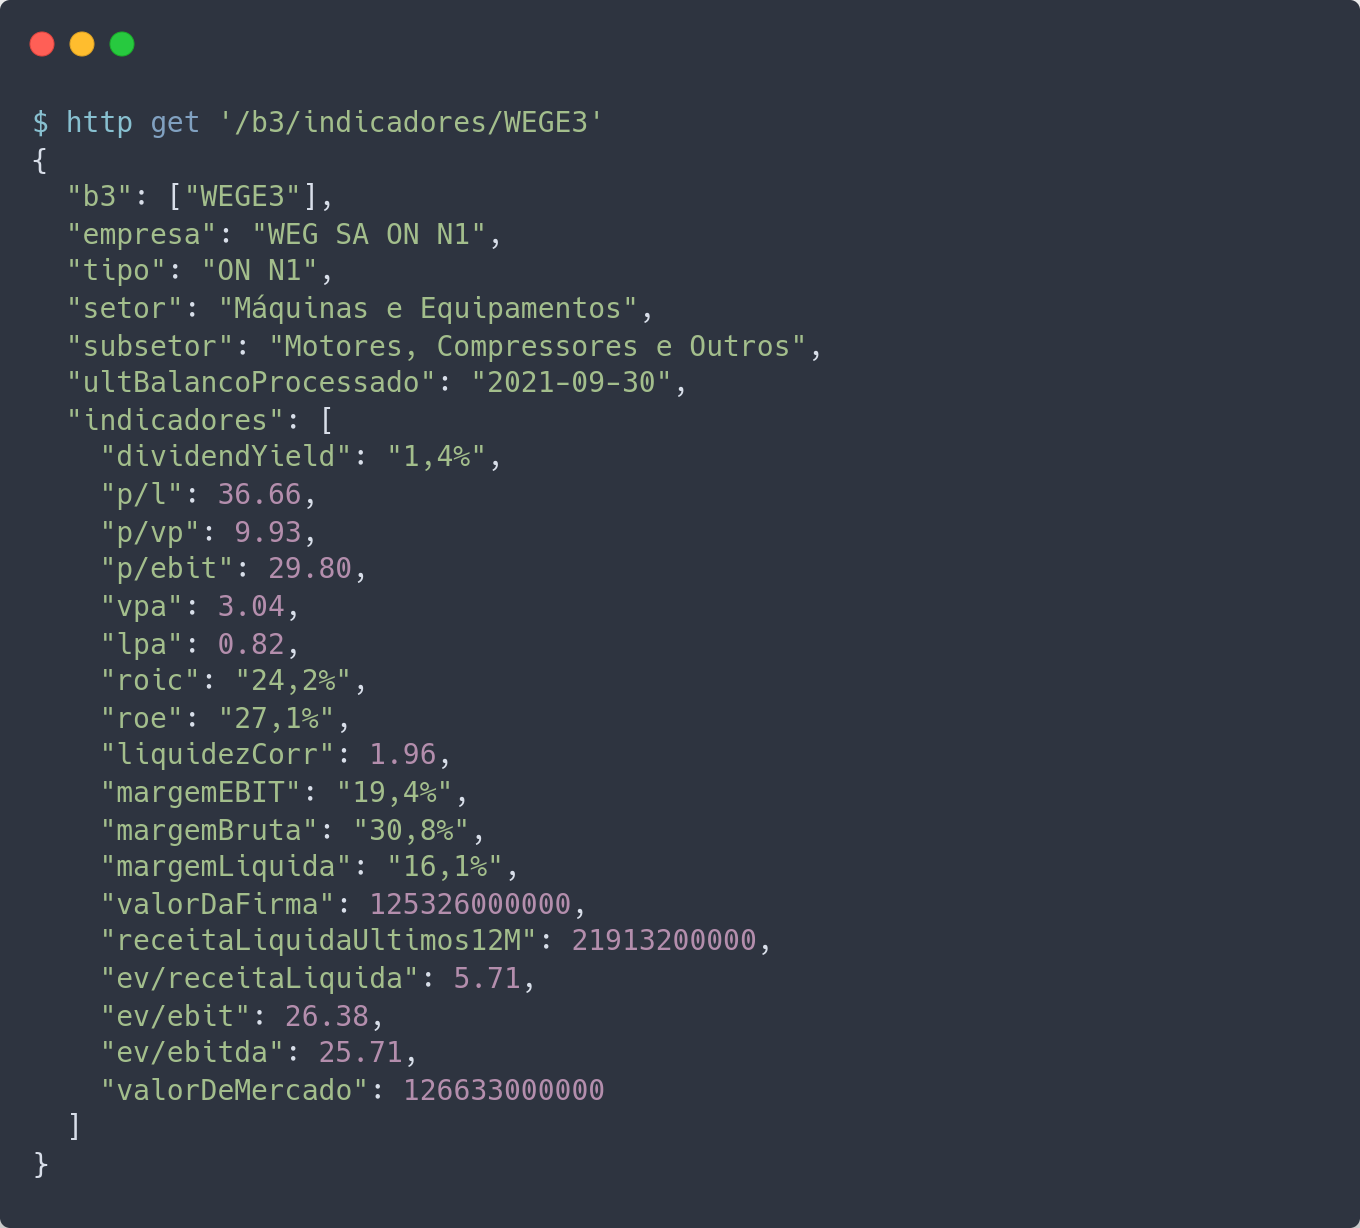 $ http get '/b3/indicadores/WEGE3'
{
  "b3": ["WEGE3"],
  "empresa": "WEG SA ON N1",
  "tipo": "ON N1",
  "setor": "Máquinas e Equipamentos",
  "subsetor": "Motores, Compressores e Outros",
  "ultBalancoProcessado": "2021-09-30",
  "indicadores": [
    "dividendYield": "1,4%",
    "p/l": 36.66,
    "p/vp": 9.93,
    "p/ebit": 29.80,
    "vpa": 3.04,
    "lpa": 0.82,
    "roic": "24,2%",
    "roe": "27,1%",
    "liquidezCorr": 1.96,
    "margemEBIT": "19,4%",
    "margemBruta": "30,8%",
    "margemLiquida": "16,1%",
    "valorDaFirma": 125326000000,
    "receitaLiquidaUltimos12M": 21913200000,
    "ev/receitaLiquida": 5.71,
    "ev/ebit": 26.38,
    "ev/ebitda": 25.71,
    "valorDeMercado": 126633000000
  ]
}